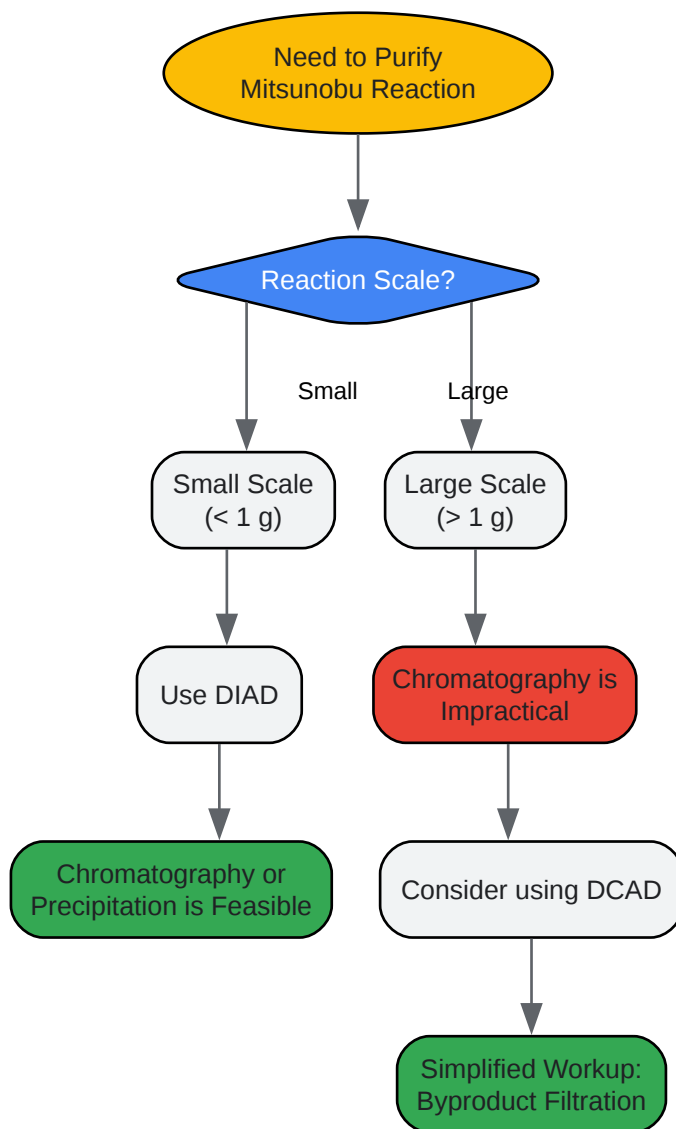 Need to Purify
Mitsunobu Reaction
Reaction Scale?
Small
Large
Small Scale
(< 1 g)
Large Scale
(> 1 g)
Use DIAD
Chromatography is
Impractical
Chromatography or
Precipitation is Feasible
Consider using DCAD
Simplified Workup:
Byproduct Filtration